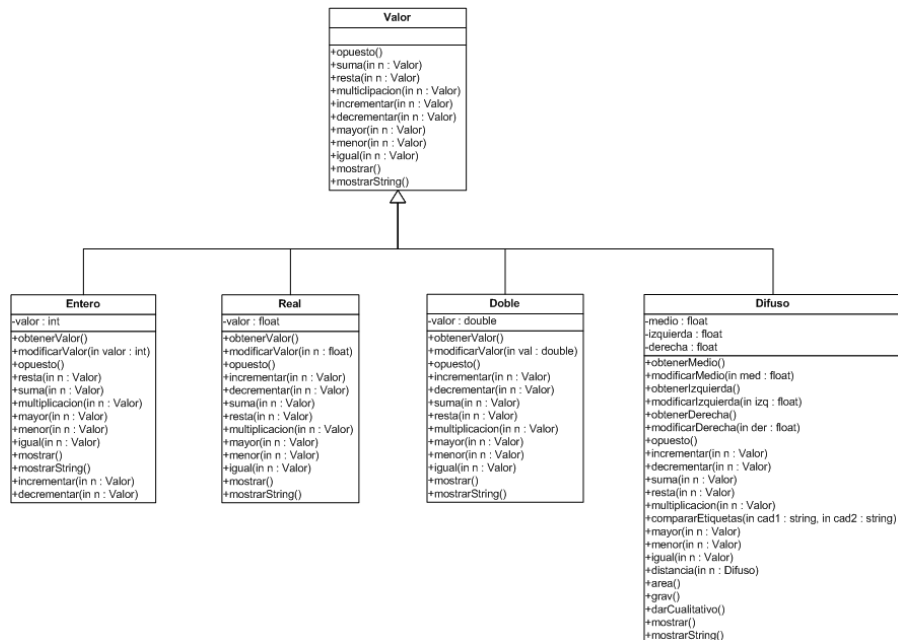 Valor
+opuesto()
+suma(in n : Valor)
+resta(in n : Valor)
+multiclipacion(in n : Valor)
+incrementar(in n : Valor)
+decrementar(in n : Valor)
+mayor(in n : Valor)
+menor(in n : Valor)
+igual(in n : Valor)
+mostrar()
+mostrarString()
Entero
-valor : int
+obtenerValor()
+modificarValor(in valor : int)
+opuesto()
+resta(in n : Valor)
+suma(in n : Valor)
+multiplicacion(in n : Valor)
+mayor(in n : Valor)
+menor(in n : Valor)
+igual(in n : Valor)
+mostrar()
+mostrarString()
+incrementar(in n : Valor)
+decrementar(in n : Valor)
Real
-valor : float
+obtenerValor()
+modificarValor(in n : float)
+opuesto()
+incrementar(in n : Valor)
+decrementar(in n : Valor)
+suma(in n : Valor)
+resta(in n : Valor)
+multiplicacion(in n : Valor)
+mayor(in n : Valor)
+menor(in n : Valor)
+igual(in n : Valor)
+mostrar()
+mostrarString()
Doble
-valor : double
+obtenerValor()
+modificarValor(in val : double)
+opuesto()
+incrementar(in n : Valor)
+decrementar(in n : Valor)
+suma(in n : Valor)
+resta(in n : Valor)
+multiplicacion(in n : Valor)
+mayor(in n : Valor)
+menor(in n : Valor)
+igual(in n : Valor)
+mostrar()
+mostrarString()
Difuso
-medio : float
-izquierda : float
-derecha : float
+obtenerMedio()
+modificarMedio(in med : float)
+obtenerIzquierda()
+modificarIzquierda(in izq : float)
+obtenerDerecha()
+modificarDerecha(in der : float)
+opuesto()
+incrementar(in n : Valor)
+decrementar(in n : Valor)
+suma(in n : Valor)
+resta(in n : Valor)
+multiplicacion(in n : Valor)
+compararEtiquetas(in cad1 : string, in cad2 : string)
+mayor(in n : Valor)
+menor(in n : Valor)
+igual(in n : Valor)
+distancia(in n : Difuso)
+area()
+grav()
+darCualitativo()
+mostrar()
+mostrarString()